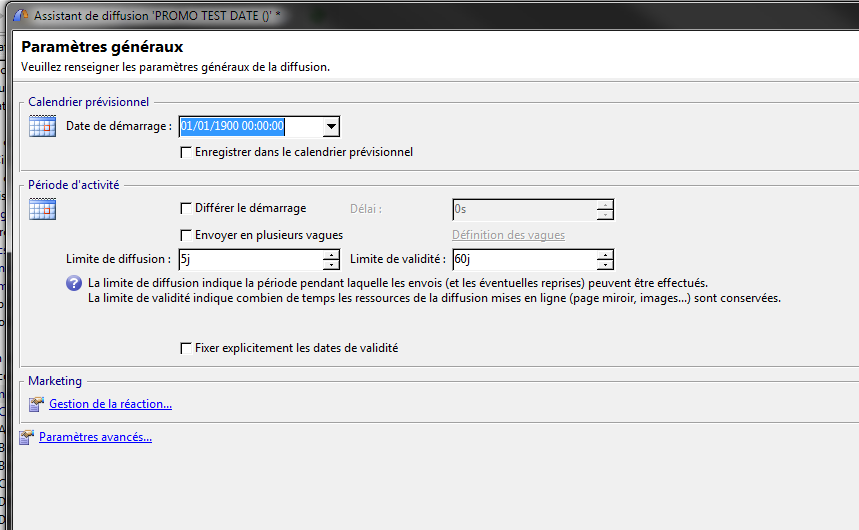 Assistant de diffusion 'PROMO TEST DATE ()' *
Paramètres généraux
Veuillez renseigner les paramètres généraux de la diffusion.
Calendrier prévisionnel
Date de démarrage : 01/01/1900 00:00:00
Enregistrer dans le calendrier prévisionnel
Période d'activité
Différer le démarrage Délai : 0s
Envoyer en plusieurs vagues Définition des vagues
Limite de diffusion : 5j Limite de validité : 60j
La limite de diffusion indique la période pendant laquelle les envois (et les éventuelles reprises) peuvent être effectués.
La limite de validité indique combien de temps les ressources de la diffusion mises en ligne (page miroir, images...) sont conservées.
Fixer explicitement les dates de validité
Marketing
Gestion de la réaction...
Paramètres avancés...